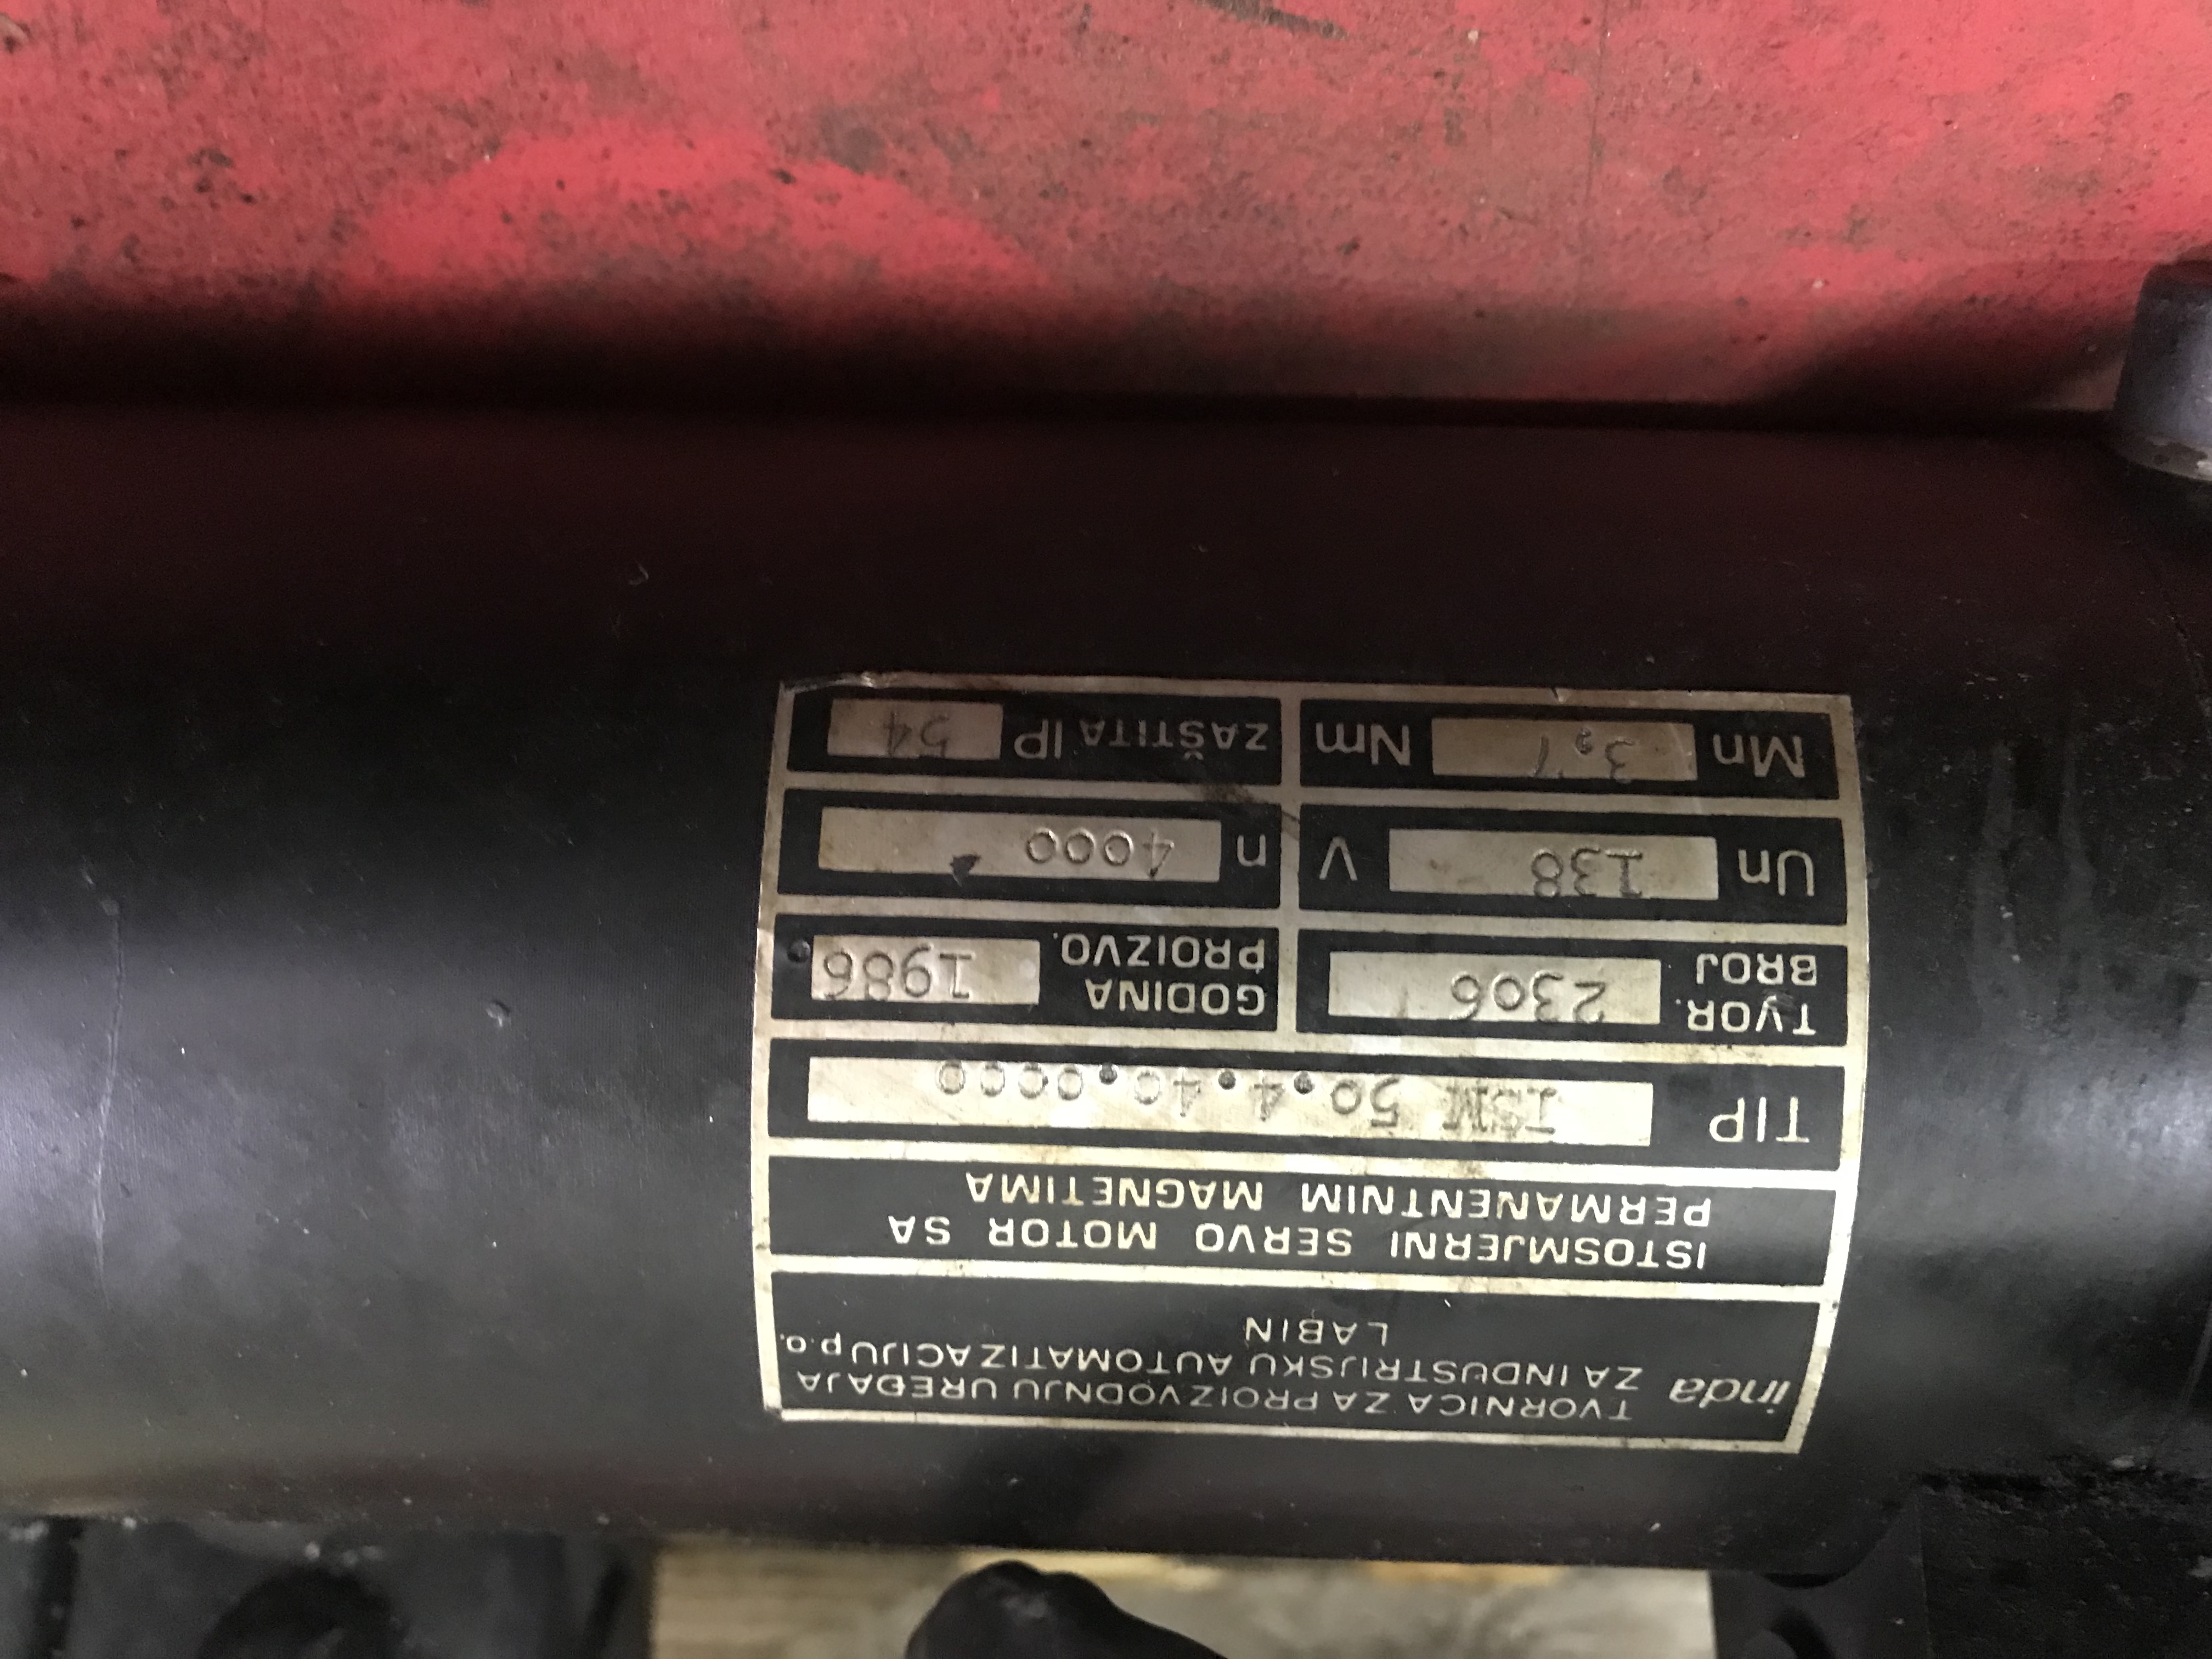 inda TVORNICA ZA PROIZVODNJU UREĐAJA
ZA INDUSTRIJSKU AUTOMATIZACIJU p.o.
LABIN
ISTOSMJERNI SERVO MOTOR SA
PERMANENTNIM MAGNETIMA
TIP ISM 50.4.40.0000
TVOR. BROJ 2306
GODINA PROIZVO. 1986
Un 138 V
n 4000
Mn 3,7 Nm
ZAŠTITA IP 54